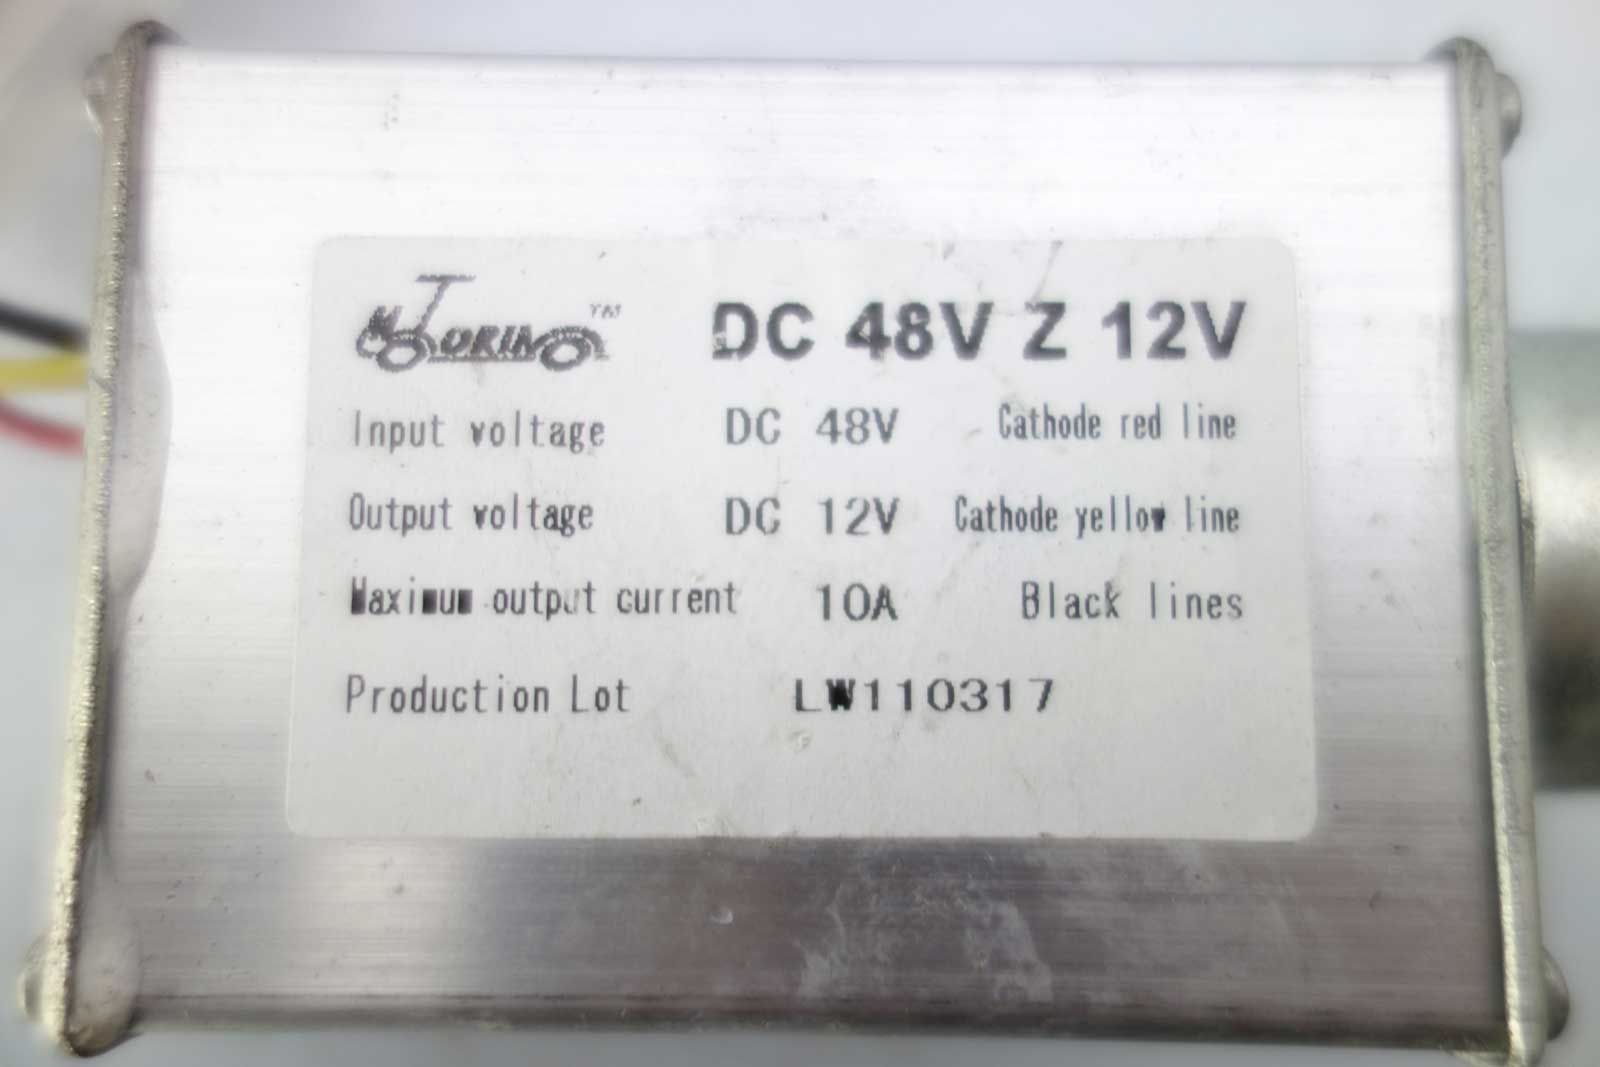 MOTORINO™ DC 48V Z 12V
Input voltage DC 48V Cathode red line
Output voltage DC 12V Cathode yellow line
Maximum output current 10A Black lines
Production Lot LW110317